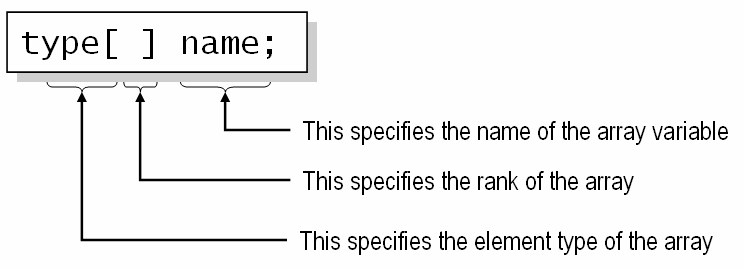 type[ ] name;
This specifies the name of the array variable
This specifies the rank of the array
This specifies the element type of the array